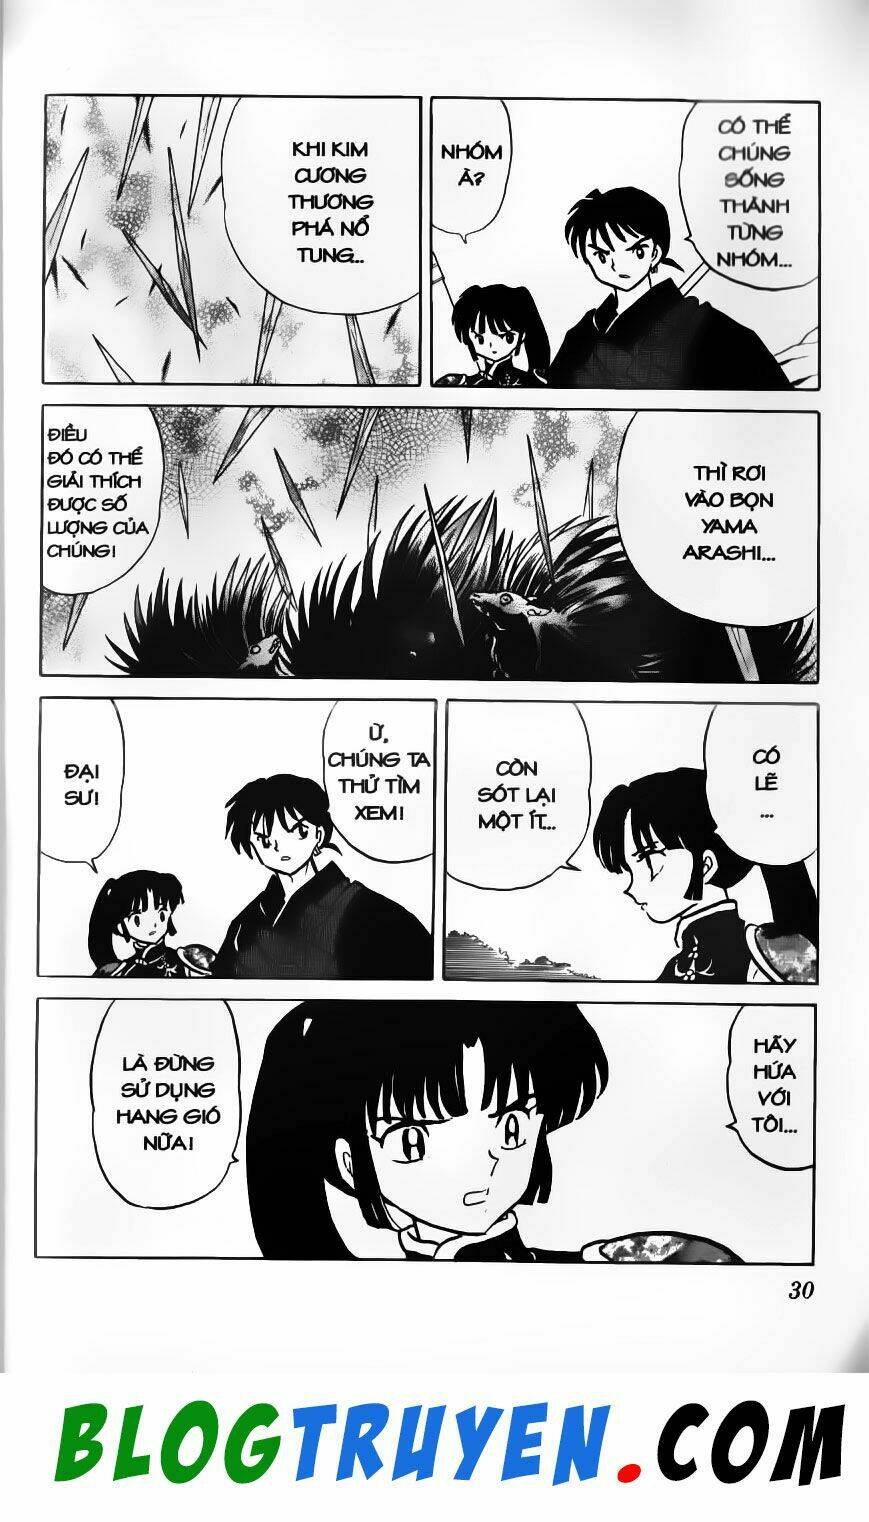 CÓ THỂ
CHÚNG
SỐNG
THÀNH
TỪNG
NHÓM...
NHÓM
À?
KHI KIM
CƯƠNG
THƯƠNG
PHÁ NỔ
TUNG...
THÌ RƠI
VÀO BỌN
YAMA
ARASHI...
ĐIỀU
ĐÓ CÓ THỂ
GIẢI THÍCH
ĐƯỢC SỐ
LƯỢNG CỦA
CHÚNG!
CÓ
LẼ
...
CÒN
SÓT LẠI
MỘT ÍT...
Ừ,
CHÚNG TA
THỬ TÌM
XEM!
ĐẠI
SƯ!
HÃY
HỨA
VỚI
TÔI...
LÀ ĐỪNG
SỬ DỤNG
HANG GIÓ
NỮA!
30
BLOGTRUYEN.COM